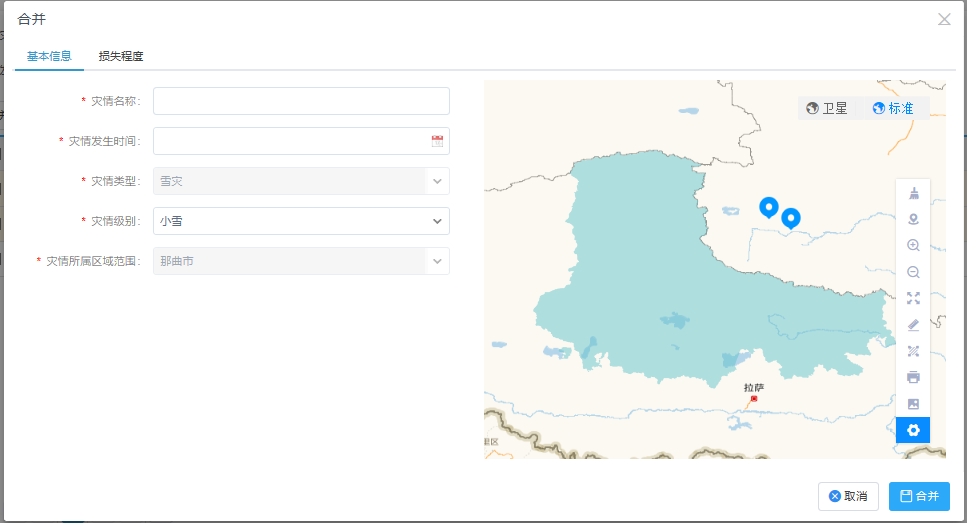 合并
基本信息 损失程度
* 灾情名称:
* 灾情发生时间:
* 灾情类型: 雪灾
* 灾情级别: 小雪
* 灾情所属区域范围: 那曲市
卫星 标准
拉萨
里区
取消 合并